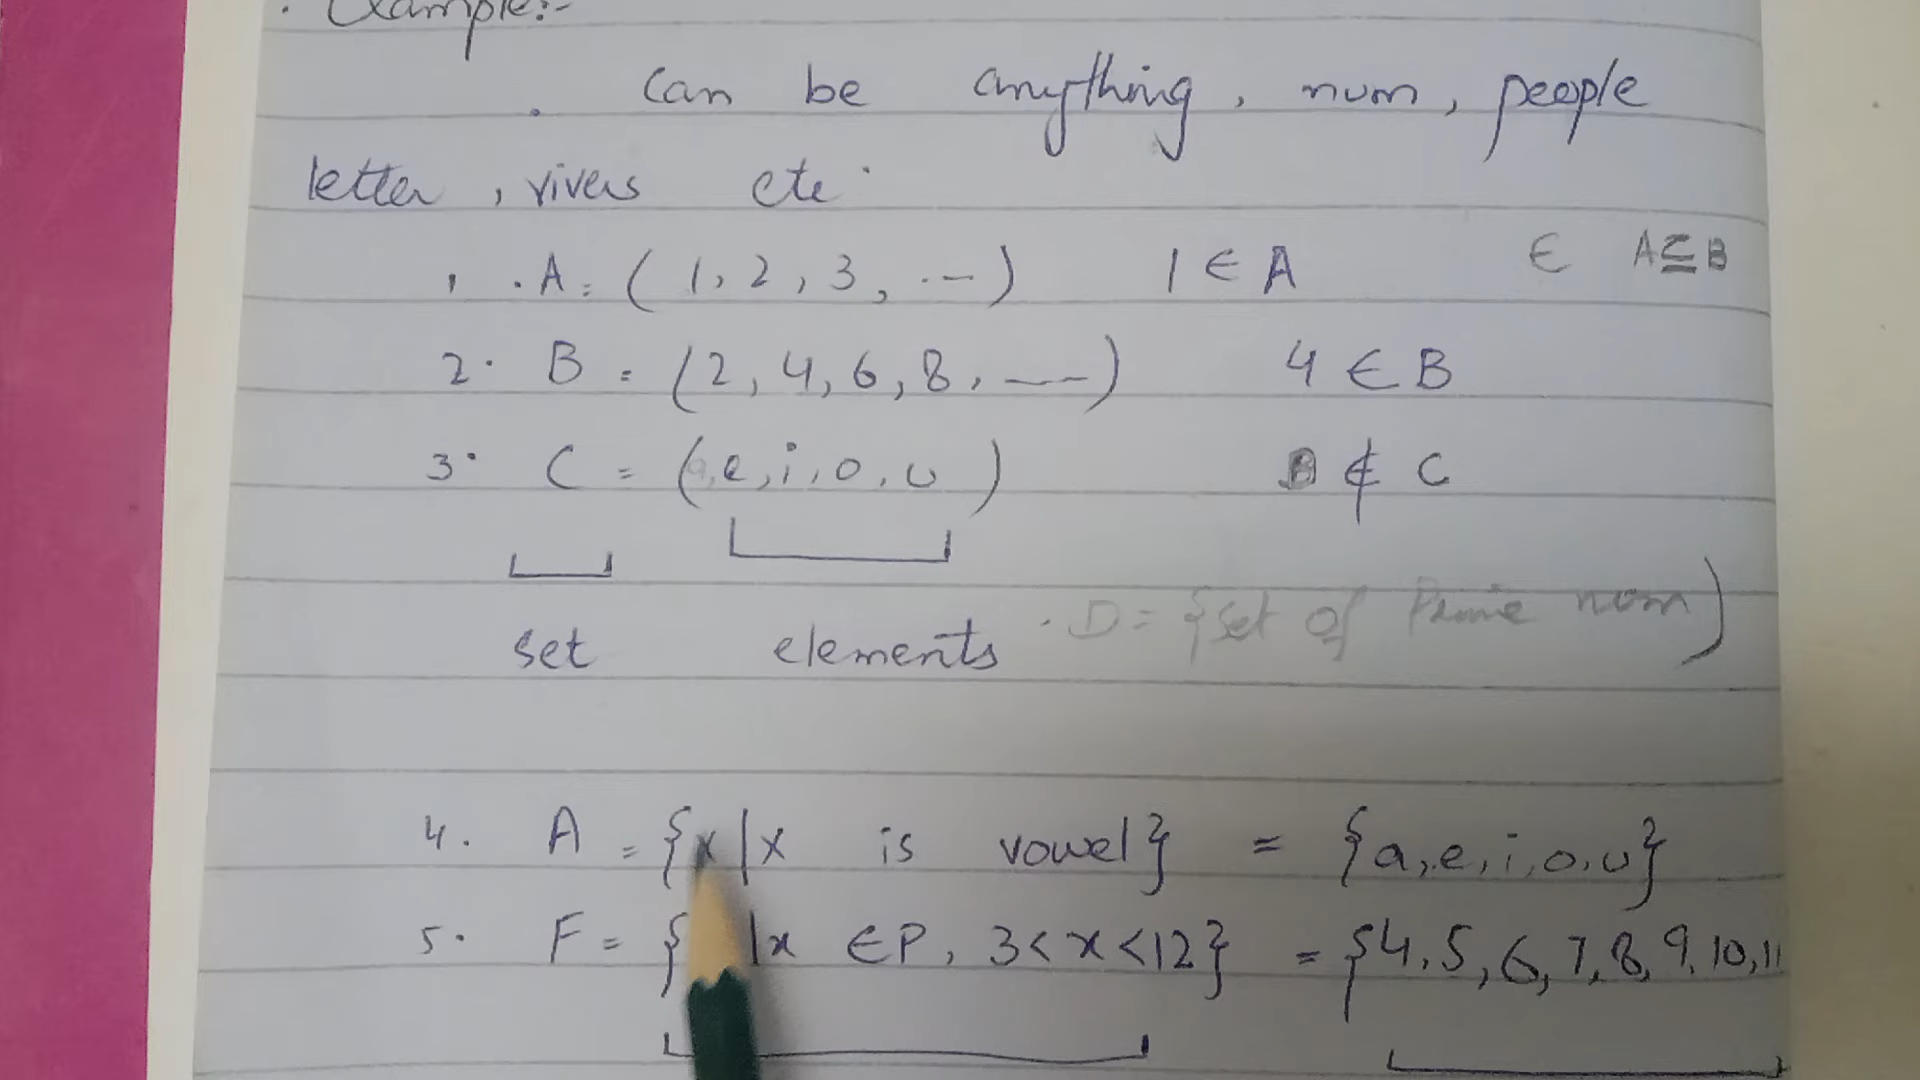 . Example:-
. Can be anything, num, people
letter, rivers etc.
1 . A = ( 1, 2, 3, .-- ) 1 ∈ A ∈ A ⊆ B
2. B = (2, 4, 6, 8, ---) 4 ∈ B
3. C = (a, e, i, o, u ) B ∉ C
set elements . D = {set of Prime num)
4. A = {x|x is vowel} = {a, e, i, o, u}
5. F = { |x ∈ P, 3 < x < 12} = {4, 5, 6, 7, 8, 9, 10, 11